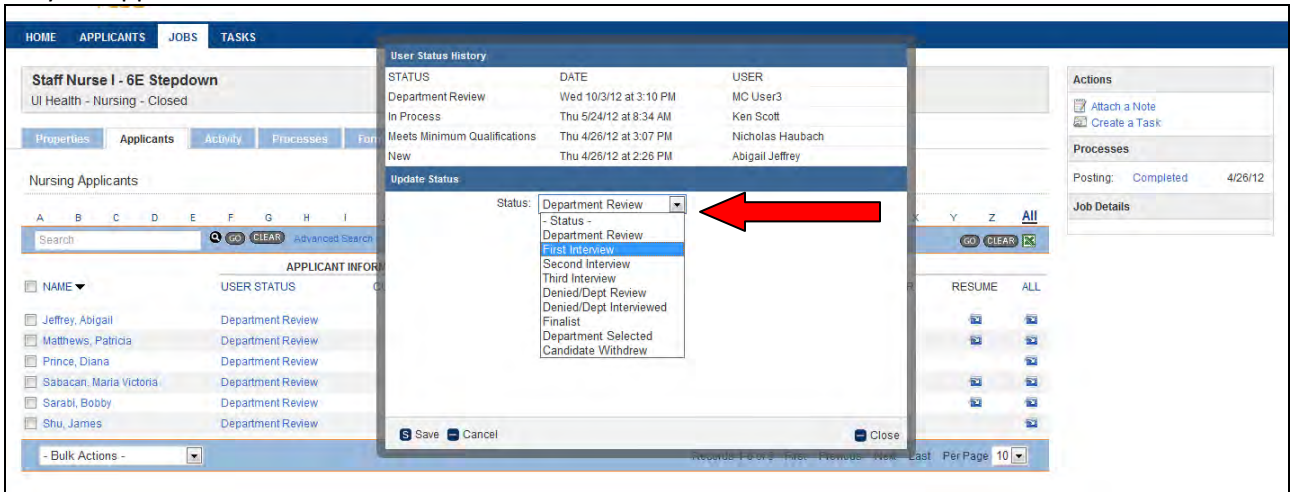 HOME APPLICANTS JOBS TASKS
Staff Nurse I - 6E Stepdown
UI Health - Nursing - Closed
Properties Applicants Activity Processes
Nursing Applicants
A B C D E F G H I
X Y Z All
Search GO CLEAR Advanced Search
GO CLEAR
APPLICANT
NAME USER STATUS
RESUME ALL
Jeffrey, Abigail Department Review
Matthews, Patricia Department Review
Prince, Diana Department Review
Sabacan, Maria Victoria Department Review
Sarabi, Bobby Department Review
Shu, James Department Review
- Bulk Actions -
Last Per Page 10
User Status History
STATUS DATE USER
Department Review Wed 10/3/12 at 3:10 PM MC User3
In Process Thu 5/24/12 at 8:34 AM Ken Scott
Meets Minimum Qualifications Thu 4/26/12 at 3:07 PM Nicholas Haubach
New Thu 4/26/12 at 2:26 PM Abigail Jeffrey
Update Status
Status: Department Review
- Status -
Department Review
First Interview
Second Interview
Third Interview
Denied/Dept Review
Denied/Dept Interviewed
Finalist
Department Selected
Candidate Withdrew
S Save Cancel Close
Actions
Attach a Note
Create a Task
Processes
Posting: Completed 4/26/12
Job Details